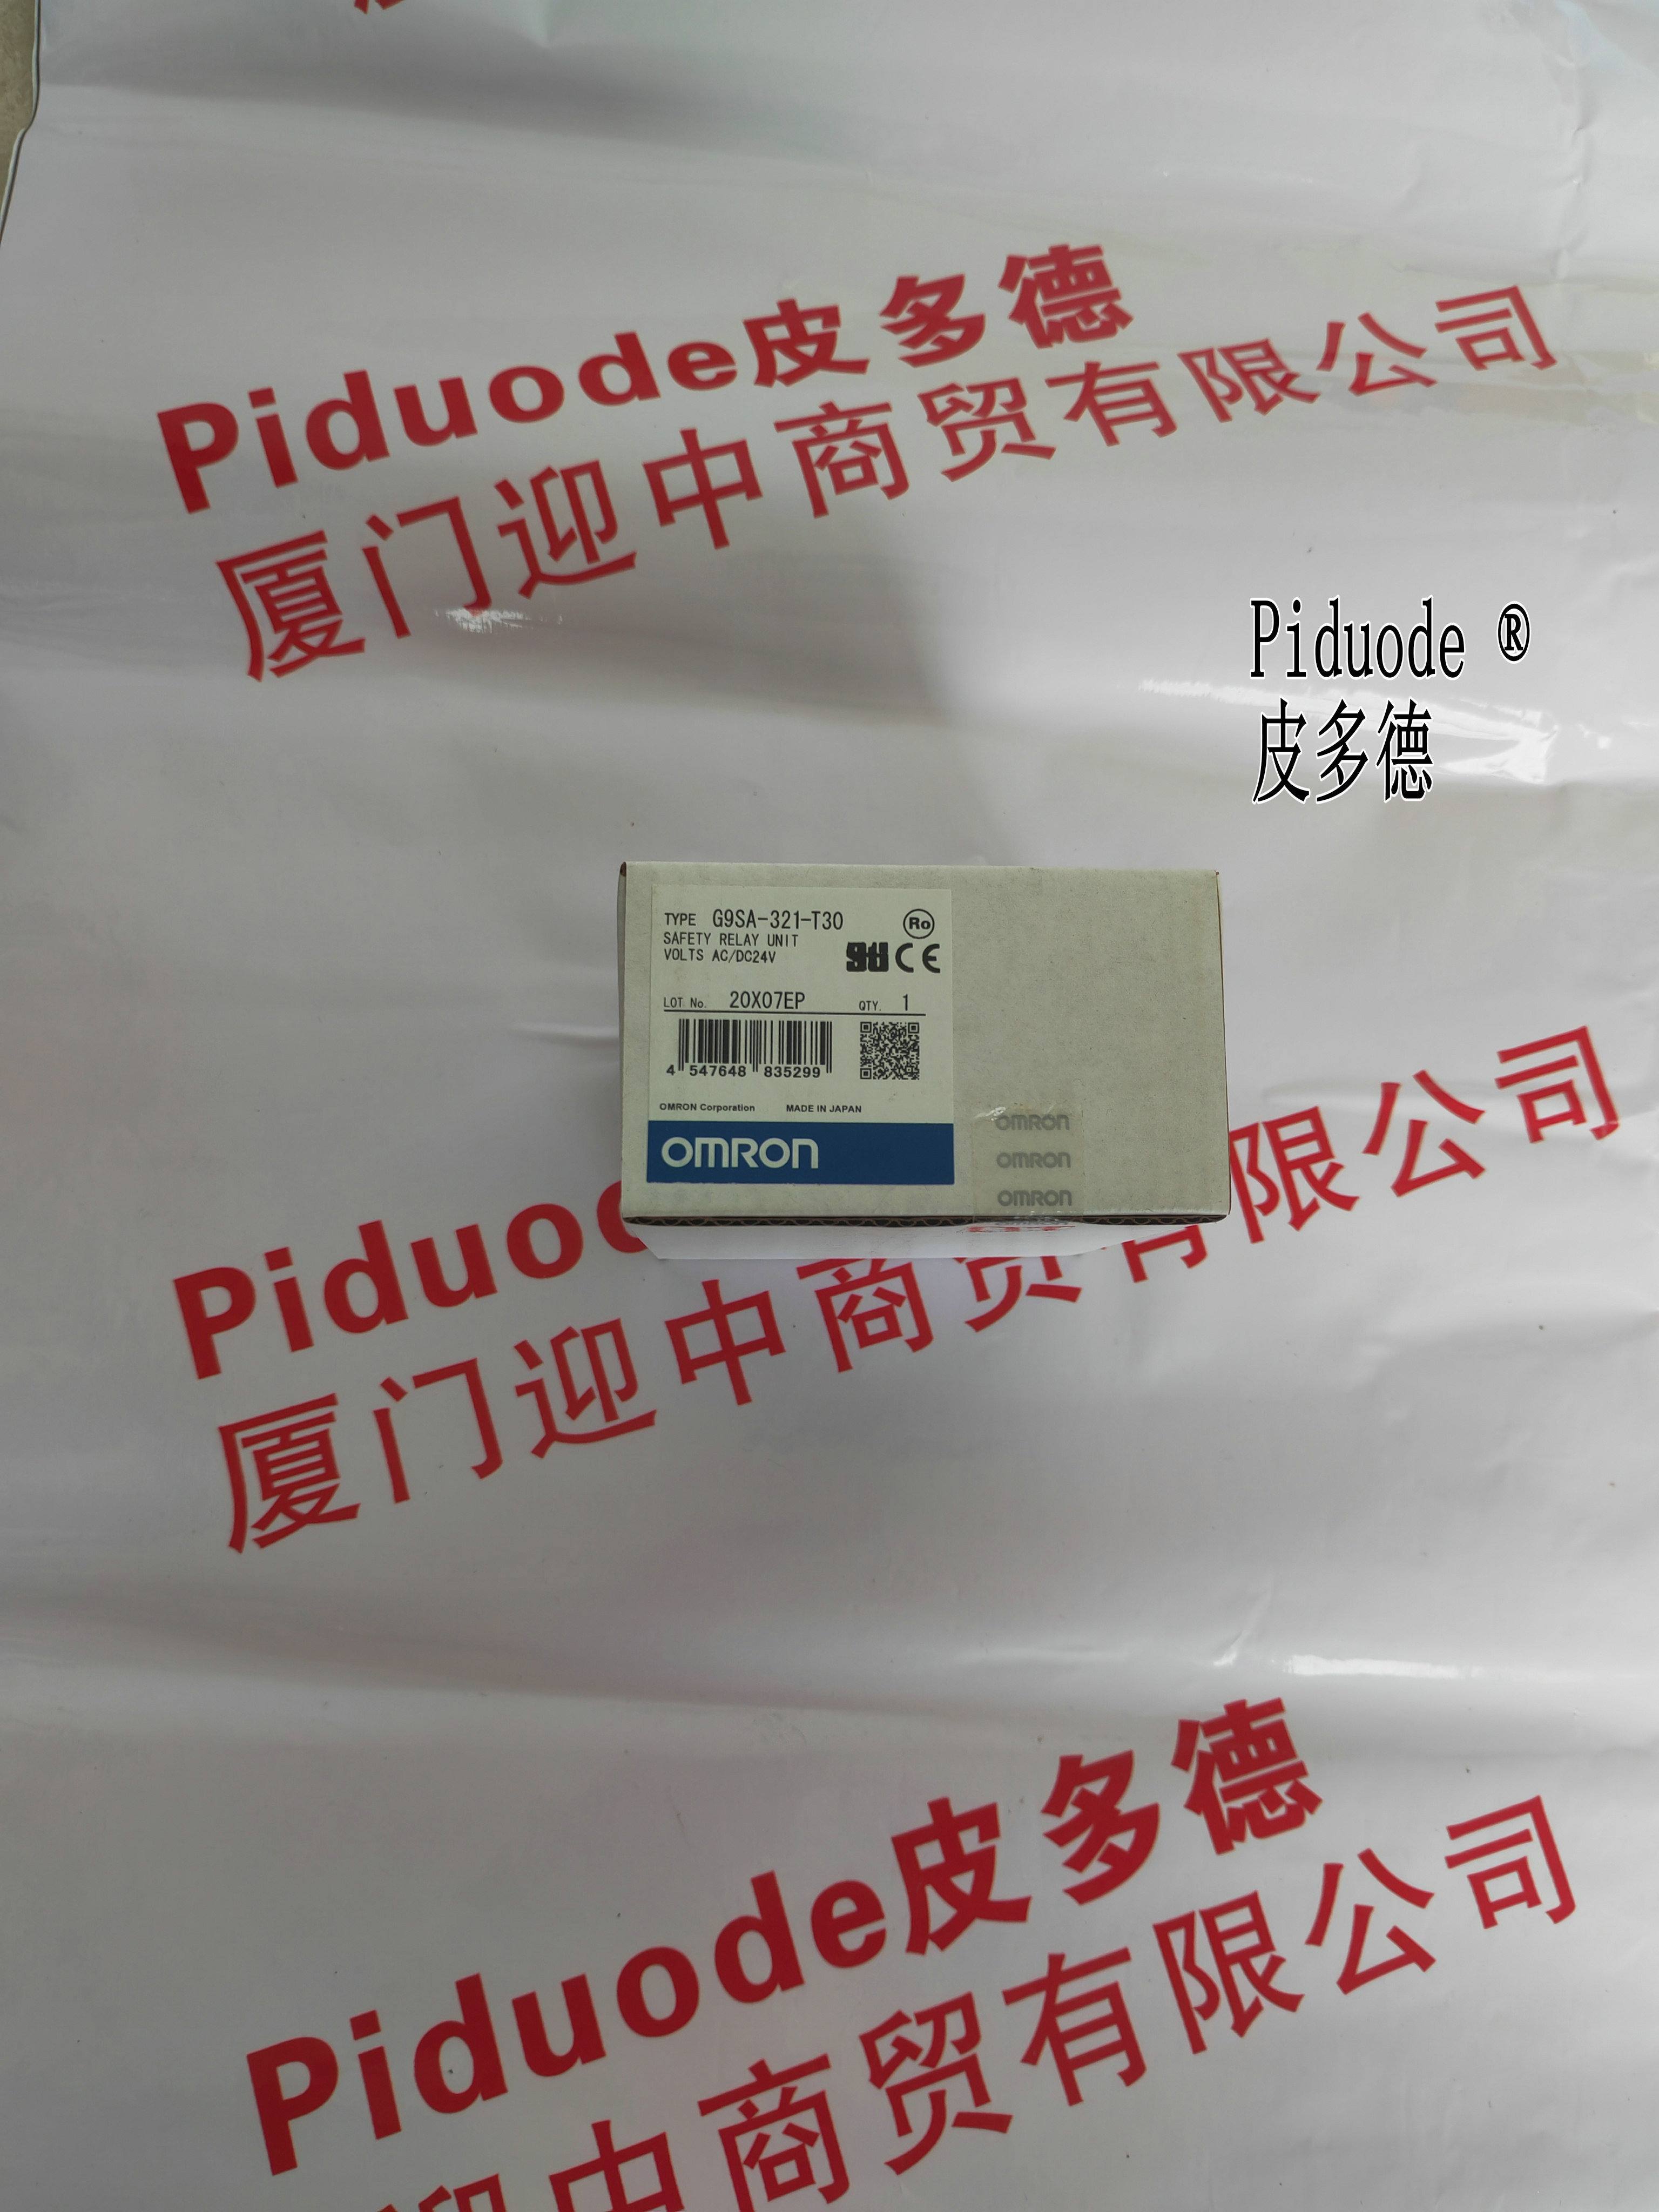 Piduode皮多德
厦门迎中商贸有限公司
Piduode ®
皮多德
TYPE G9SA-321-T30
SAFETY RELAY UNIT
VOLTS AC/DC24V
Ro
CE
LOT No. 20X07EP QTY. 1
4 547648 835299
OMRON Corporation MADE IN JAPAN
OMRON
OMRON
OMRON
OMRON
厦门迎中商贸有限公司
Piduode皮多德
中商贸有限公司